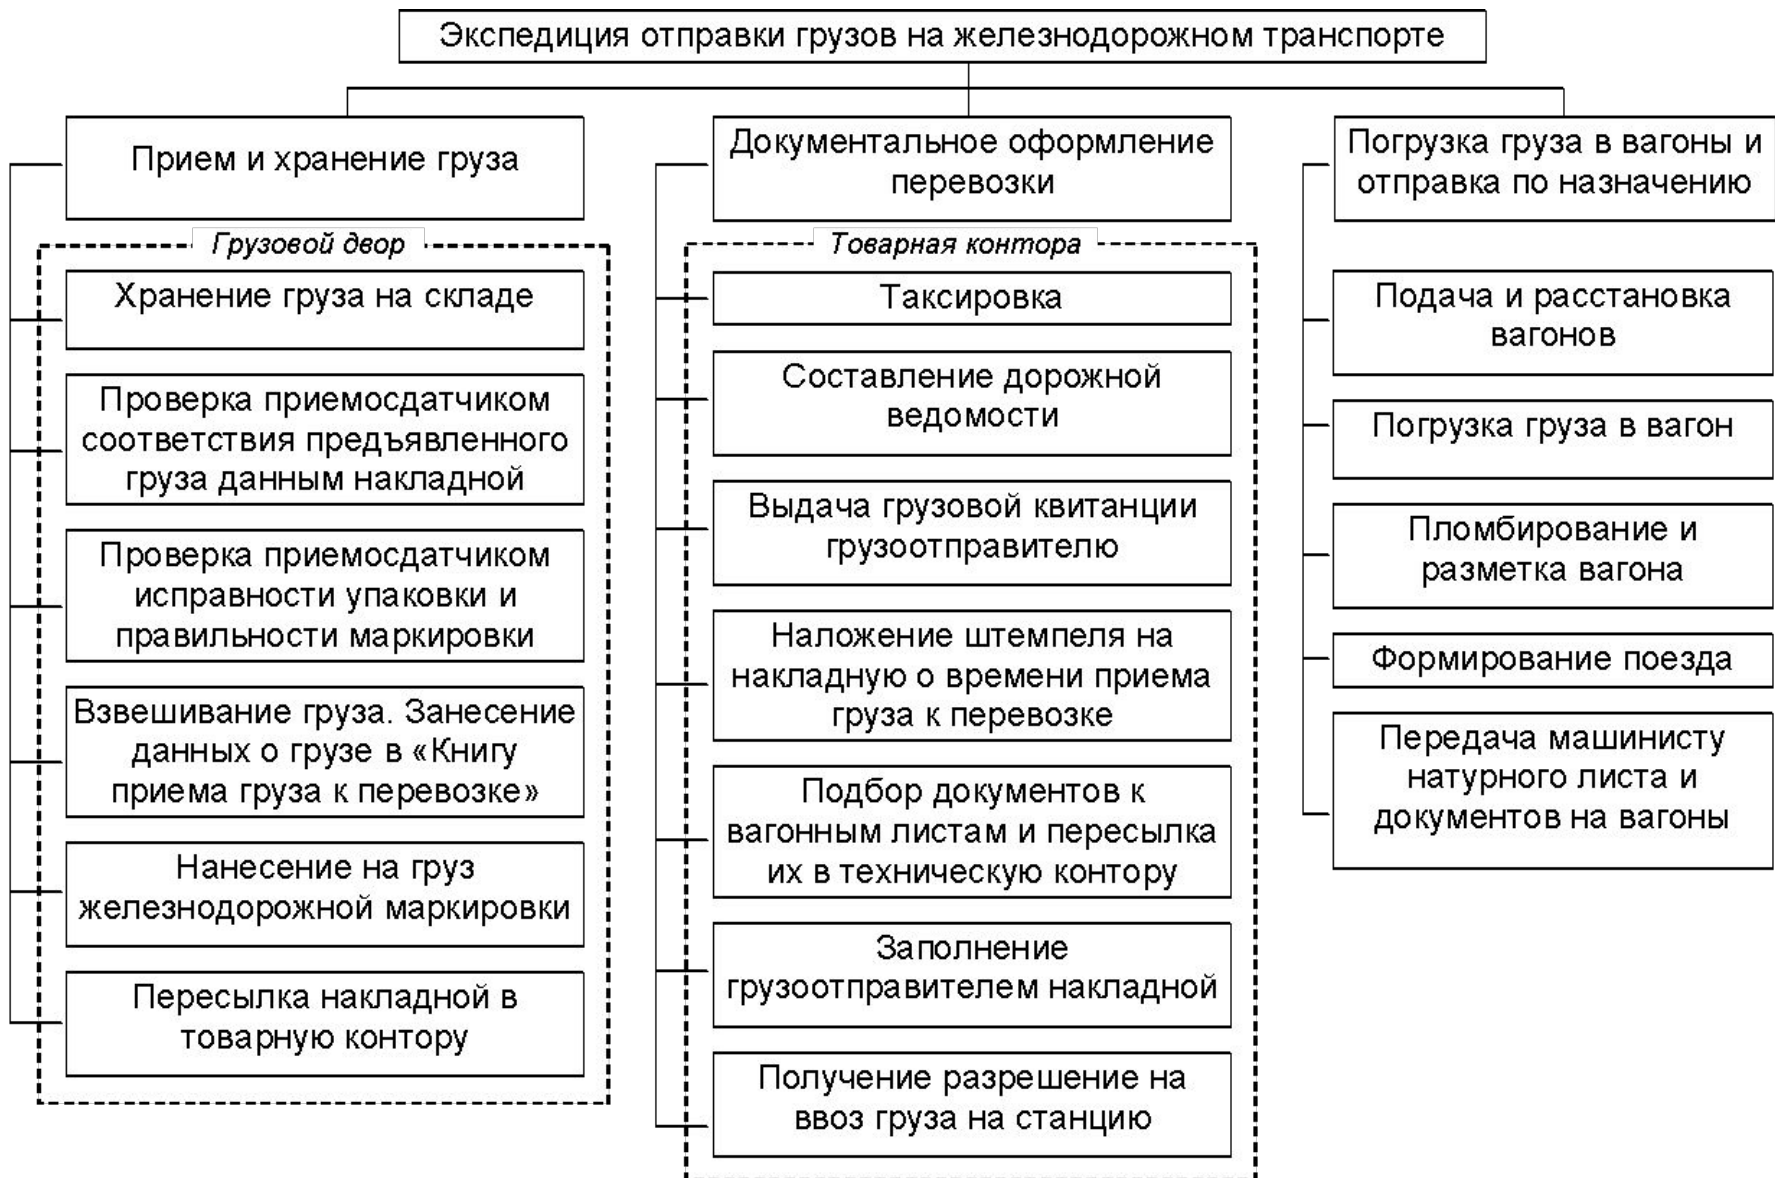 Экспедиция отправки грузов на железнодорожном транспорте
Прием и хранение груза
Грузовой двор
Хранение груза на складе
Проверка приемосдатчиком
соответствия предъявленного
груза данным накладной
Проверка приемосдатчиком
исправности упаковки и
правильности маркировки
Взвешивание груза. Занесение
данных о грузе в «Книгу
приема груза к перевозке»
Нанесение на груз
железнодорожной маркировки
Пересылка накладной в
товарную контору
Документальное оформление
перевозки
Товарная контора
Таксировка
Составление дорожной
ведомости
Выдача грузовой квитанции
грузоотправителю
Наложение штемпеля на
накладную о времени приема
груза к перевозке
Подбор документов к
вагонным листам и пересылка
их в техническую контору
Заполнение
грузоотправителем накладной
Получение разрешение на
ввоз груза на станцию
Погрузка груза в вагоны и
отправка по назначению
Подача и расстановка
вагонов
Погрузка груза в вагон
Пломбирование и
разметка вагона
Формирование поезда
Передача машинисту
натурного листа и
документов на вагоны